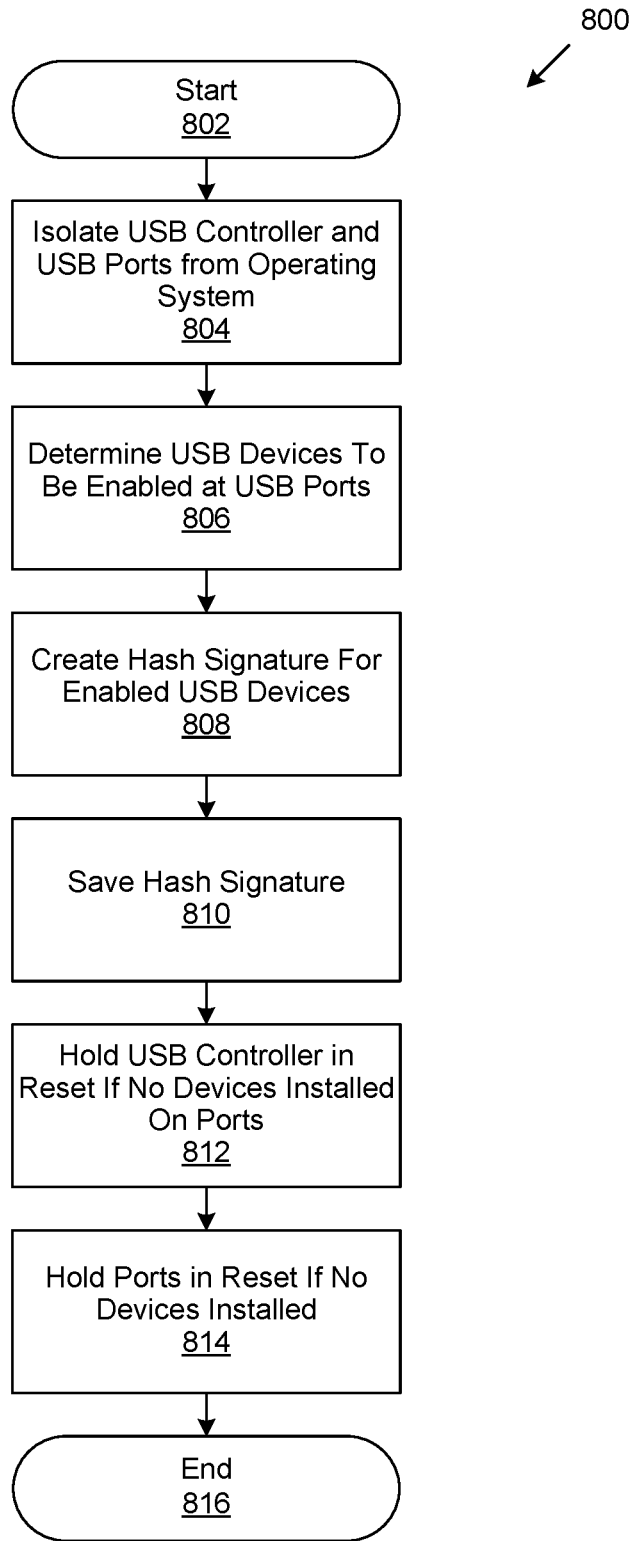 800
Start
802
Isolate USB Controller and
USB Ports from Operating
System
804
Determine USB Devices To
Be Enabled at USB Ports
806
Create Hash Signature For
Enabled USB Devices
808
Save Hash Signature
810
Hold USB Controller in
Reset If No Devices Installed
On Ports
812
Hold Ports in Reset If No
Devices Installed
814
End
816